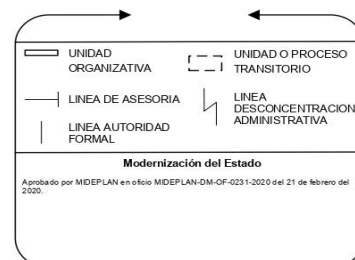 UNIDAD
ORGANIZATIVA
UNIDAD O PROCESO
TRANSITORIO
LINEA DE ASESORIA
LINEA
DESCONCENTRACION
ADMINISTRATIVA
LINEA AUTORIDAD
FORMAL
Modernización del Estado
Aprobado por MIDEPLAN en oficio MIDEPLAN-DM-OF-0231-2020 del 21 de febrero del
2020.